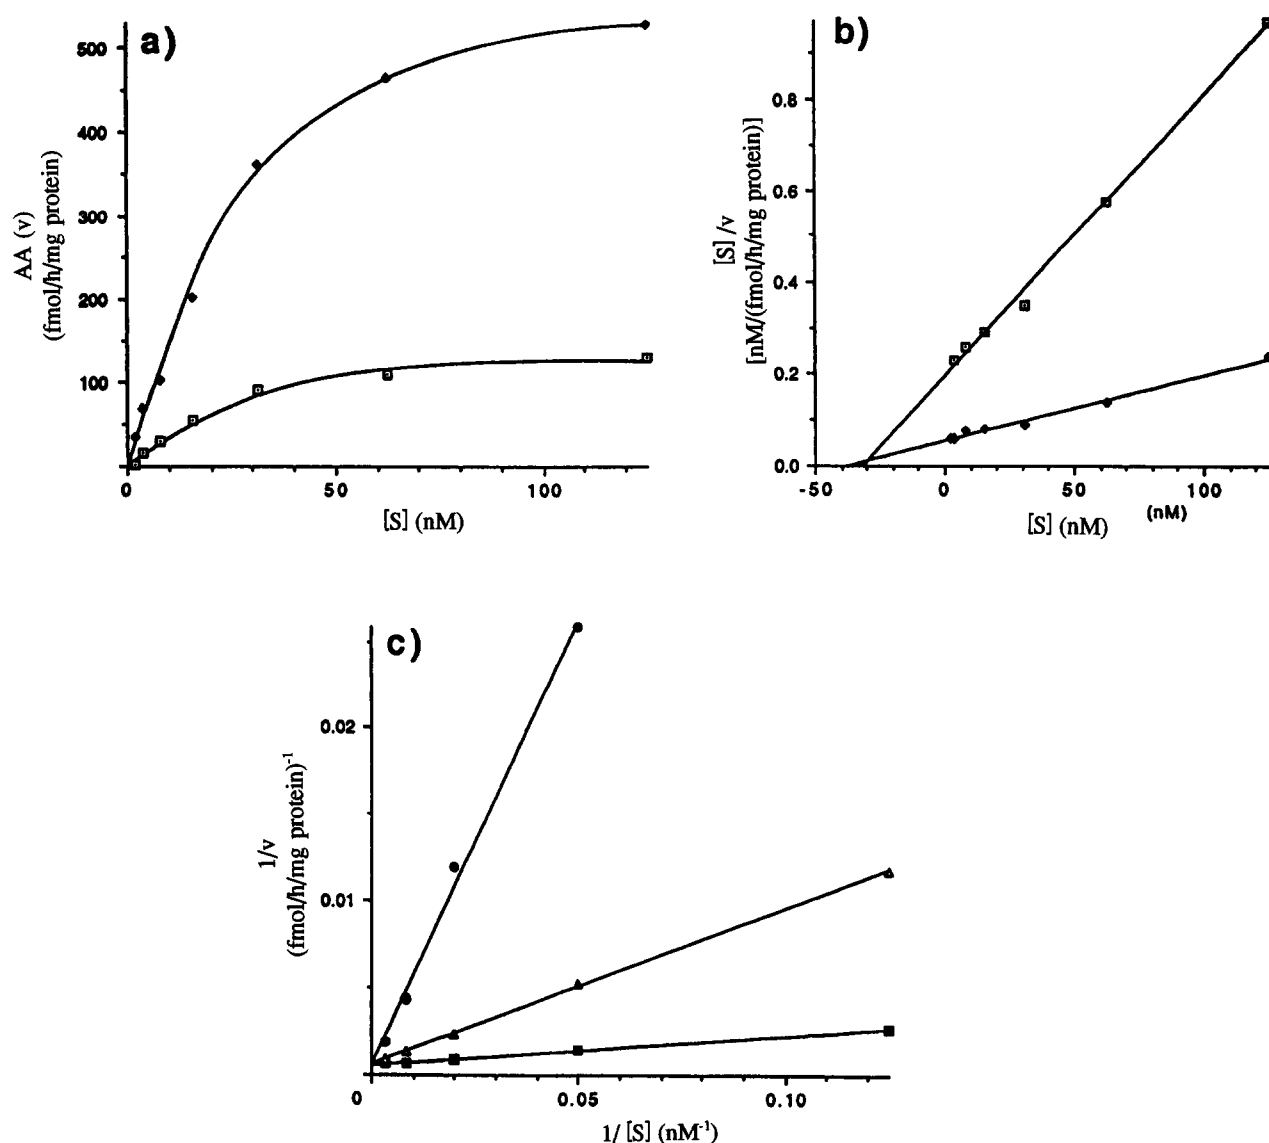 a)
500
400
300
200
100
0
50
100
AA (v)
(fmol/h/mg protein)
[S] (nM)
b)
0.8
0.6
0.4
0.2
0.0
-50
0
50
100
(nM)
[S]/v
[nM/(fmol/h/mg protein)]
[S] (nM)
c)
0.02
0.01
0
0.05
0.10
1/v
(fmol/h/mg protein)-1
1/ [S] (nM-1)